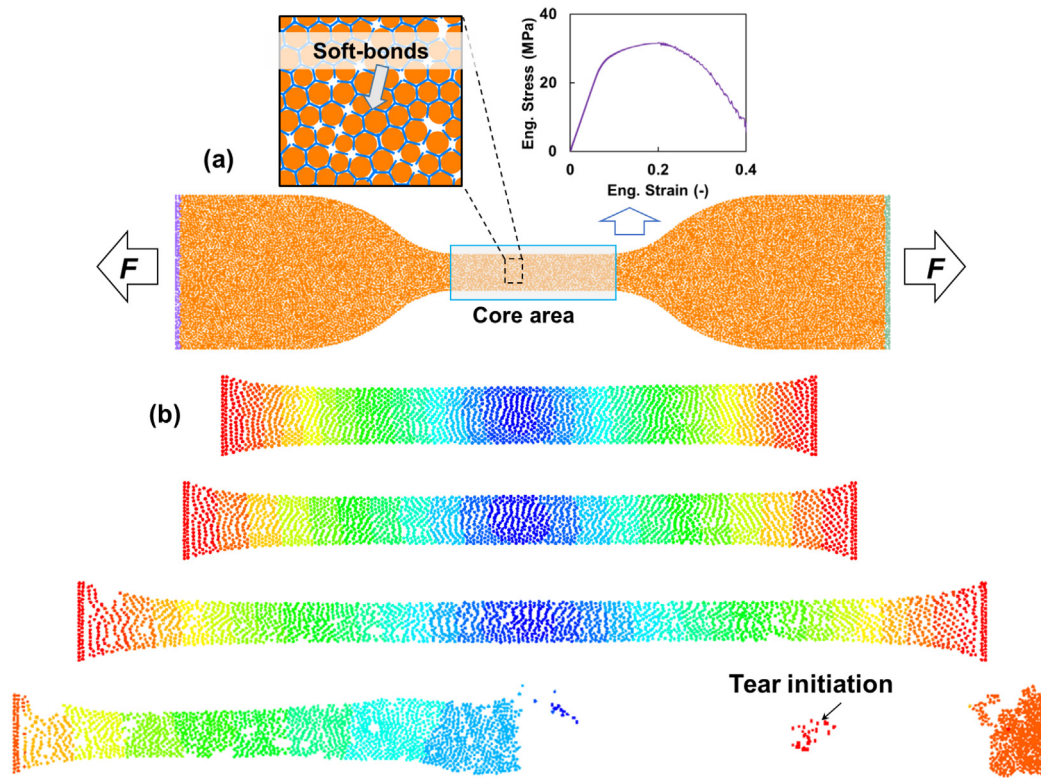 Soft-bonds
(a)
Eng. Stress (MPa)
40
20
0
0
0.2
0.4
Eng. Strain (-)
F
F
Core area
(b)
Tear initiation